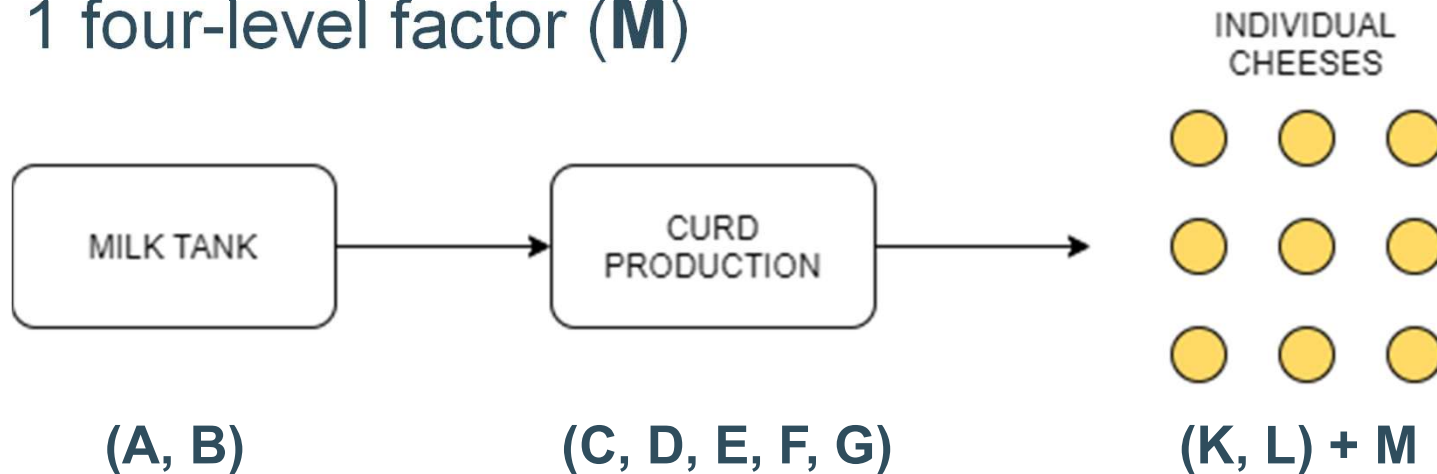 1 four-level factor (M)
INDIVIDUAL
CHEESES
MILK TANK
CURD
PRODUCTION
(A, B)
(C, D, E, F, G)
(K, L) + M